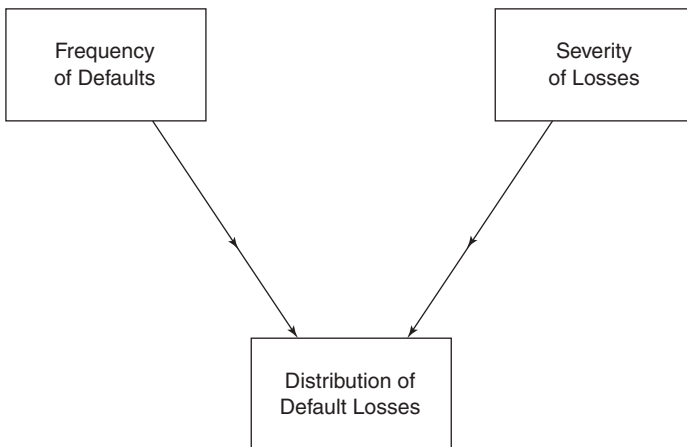 Frequency
of Defaults
Severity
of Losses
Distribution of
Default Losses